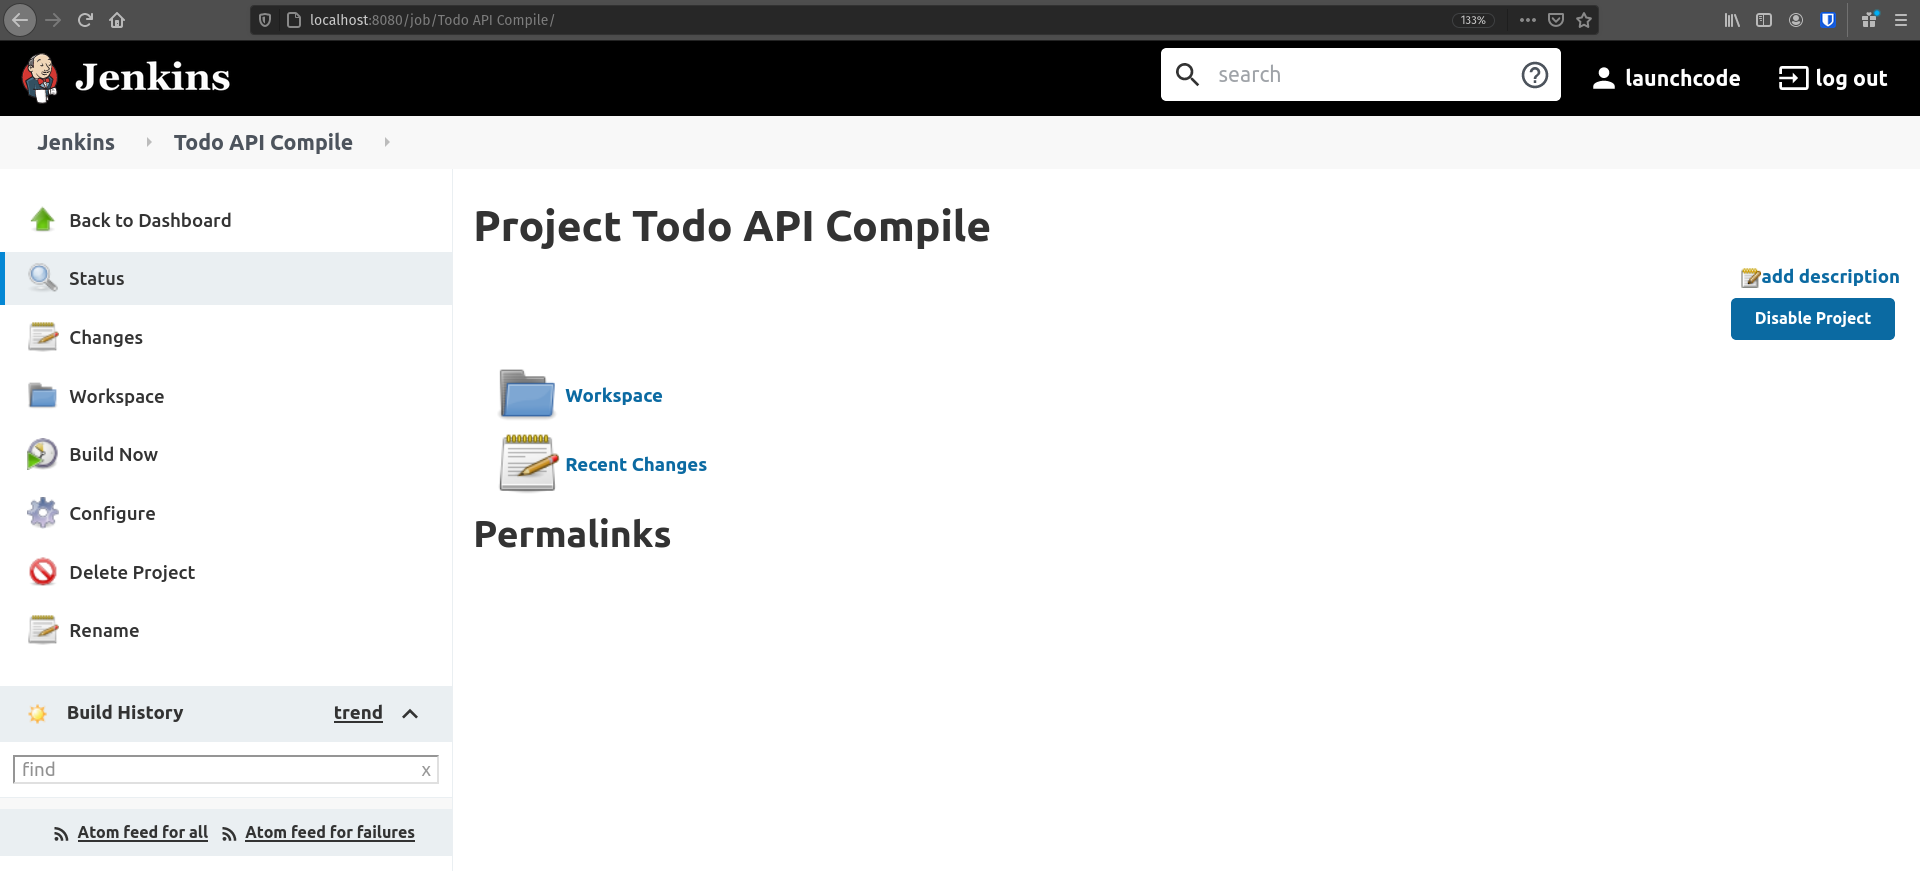 localhost:8080/job/Todo API Compile/
133%
Jenkins
search
launchcode
log out
Jenkins
Todo API Compile
Back to Dashboard
Status
Changes
Workspace
Build Now
Configure
Delete Project
Rename
Build History
trend
find
x
Atom feed for all
Atom feed for failures
Project Todo API Compile
add description
Disable Project
Workspace
Recent Changes
Permalinks